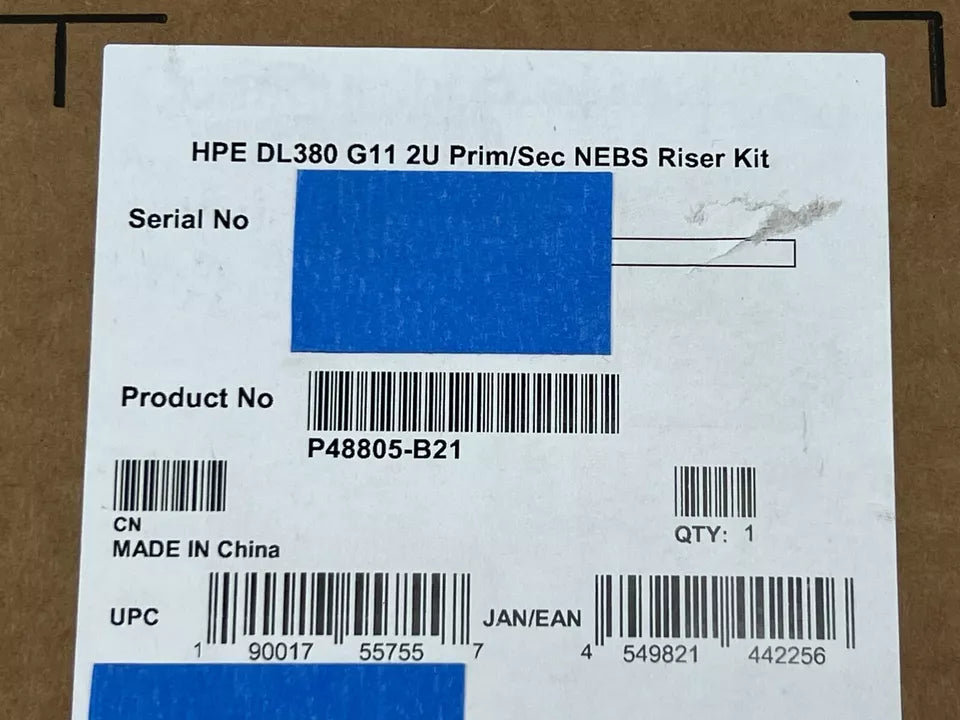 HPE DL380 G11 2U Prim/Sec NEBS Riser Kit
Serial No
Product No
P48805-B21
CN
MADE IN China
QTY: 1
UPC
1 90017 55755 7
JAN/EAN
4 549821 442256